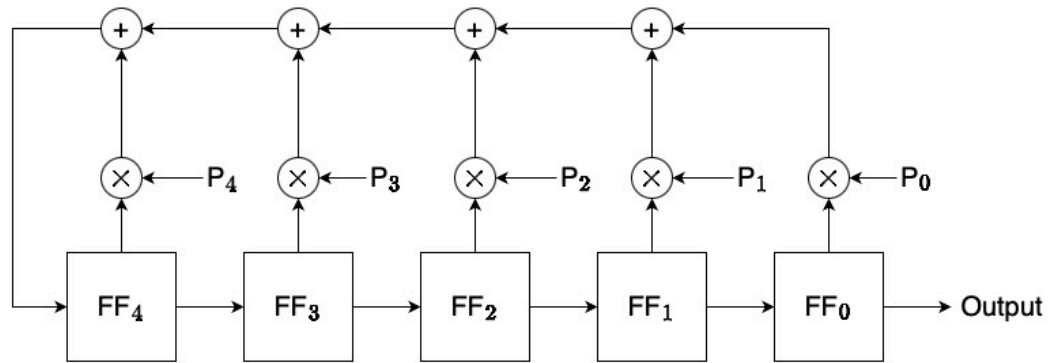 + + + +
× P₄ × P₃ × P₂ × P₁ × P₀
FF₄ FF₃ FF₂ FF₁ FF₀ Output